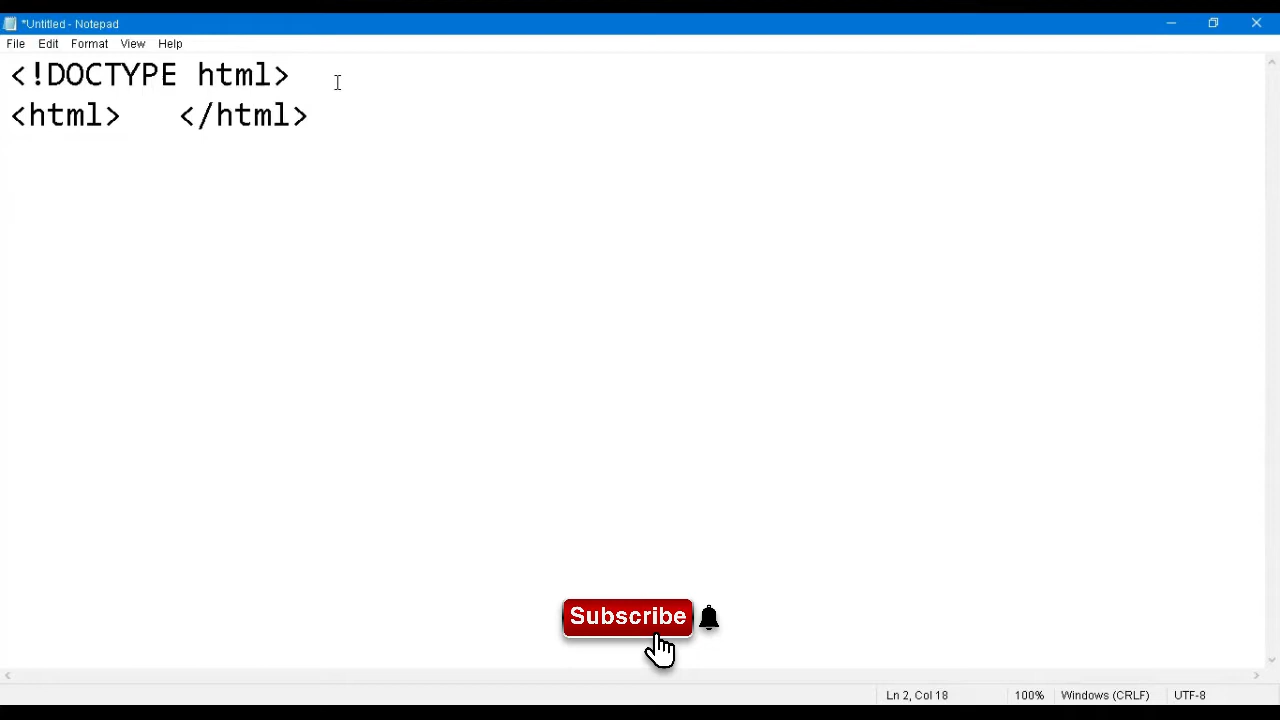 *Untitled - Notepad
File Edit Format View Help
<!DOCTYPE html>
<html>   </html>
Subscribe
Ln 2, Col 18 100% Windows (CRLF) UTF-8